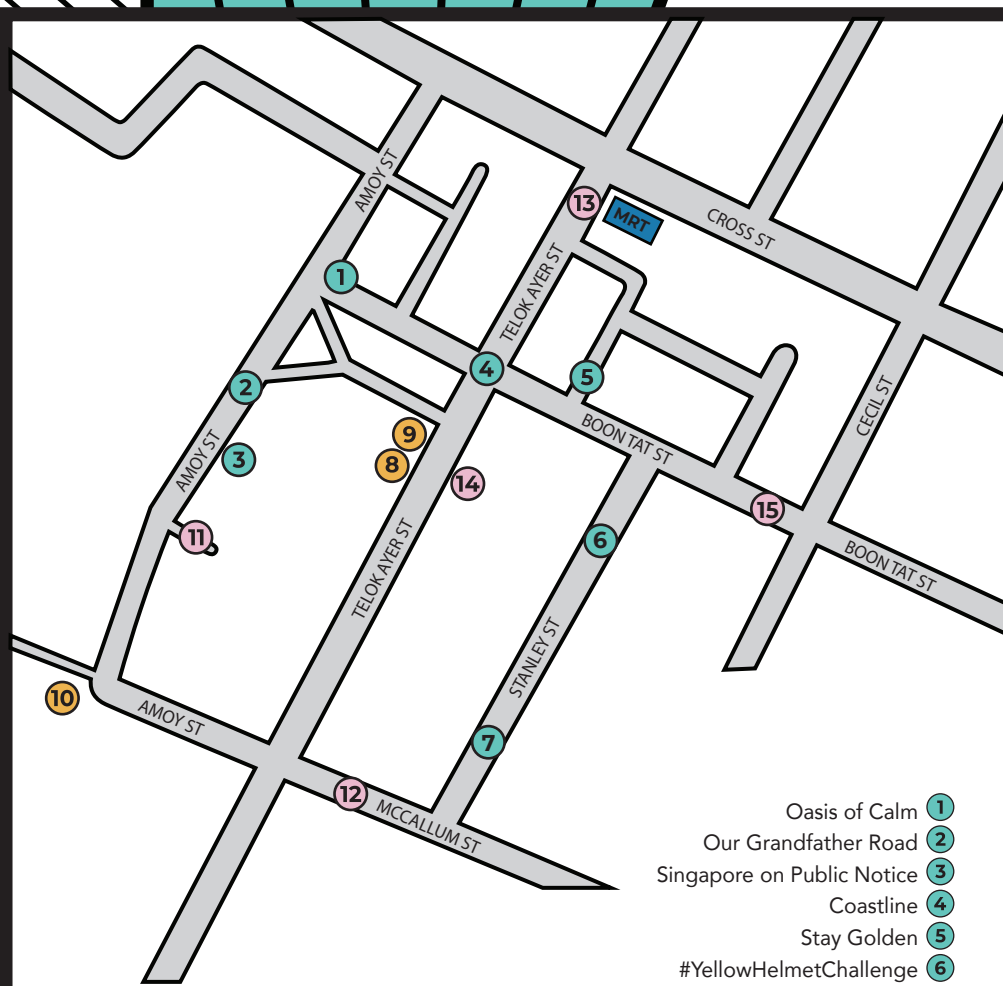 AMOY ST
13
MRT
CROSS ST
1
TELOK AYER ST
4
5
2
CECIL ST
BOON TAT ST
9
8
3
AMOY ST
14
15
11
6
BOON TAT ST
TELOK AYER ST
STANLEY ST
10
AMOY ST
7
12
MCCALLUM ST
Oasis of Calm 1
Our Grandfather Road 2
Singapore on Public Notice 3
Coastline 4
Stay Golden 5
#YellowHelmetChallenge 6